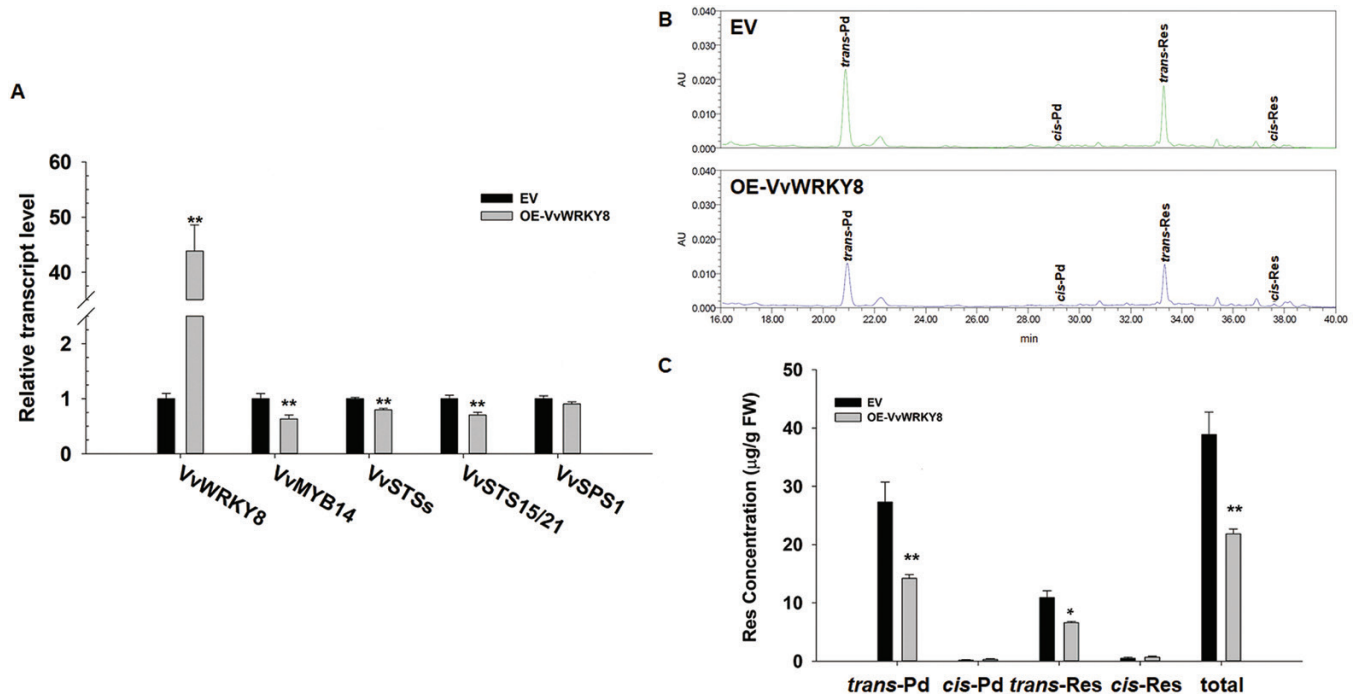 A
60
50
40
2
1
0
Relative transcript level
EV
OE-VvWRKY8
**
**
**
**
VvWRKY8
VvMYB14
VvSTSs
VvSTS15/21
VvSPS1
B
EV
0.040
0.030
0.020
0.010
0.000
AU
trans-Pd
cis-Pd
trans-Res
cis-Res
OE-VvWRKY8
0.040
0.030
0.020
0.010
0.000
AU
trans-Pd
cis-Pd
trans-Res
cis-Res
16.00 20.00 22.00 24.00 26.00 28.00 30.00 32.00 34.00 36.00 38.00 40.00
min
C
50
40
30
20
10
0
Res Concentration (μg/g FW)
EV
OE-VvWRKY8
**
*
**
trans-Pd cis-Pd trans-Res cis-Res total